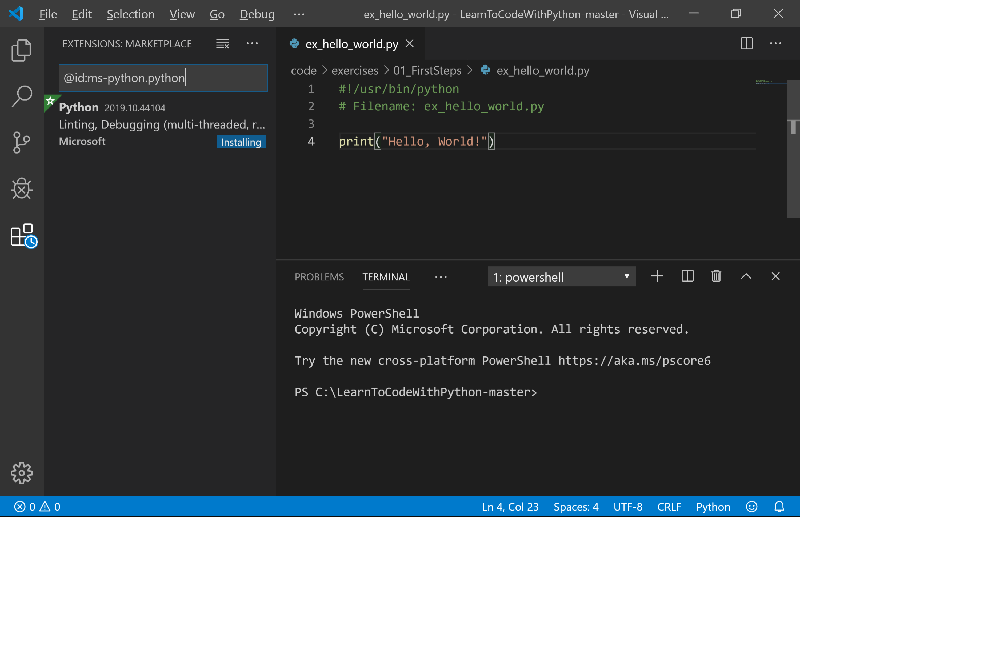 File Edit Selection View Go Debug ··· ex_hello_world.py - LearnToCodeWithPython-master - Visual ...
EXTENSIONS: MARKETPLACE
@id:ms-python.python
Python 2019.10.44104
Linting, Debugging (multi-threaded, r...
Microsoft Installing
ex_hello_world.py
code > exercises > 01_FirstSteps > ex_hello_world.py
1 #!/usr/bin/python
2 # Filename: ex_hello_world.py
3
4 print("Hello, World!")
PROBLEMS TERMINAL ··· 1: powershell
Windows PowerShell
Copyright (C) Microsoft Corporation. All rights reserved.
Try the new cross-platform PowerShell https://aka.ms/pscore6
PS C:\LearnToCodeWithPython-master>
0 0 Ln 4, Col 23 Spaces: 4 UTF-8 CRLF Python